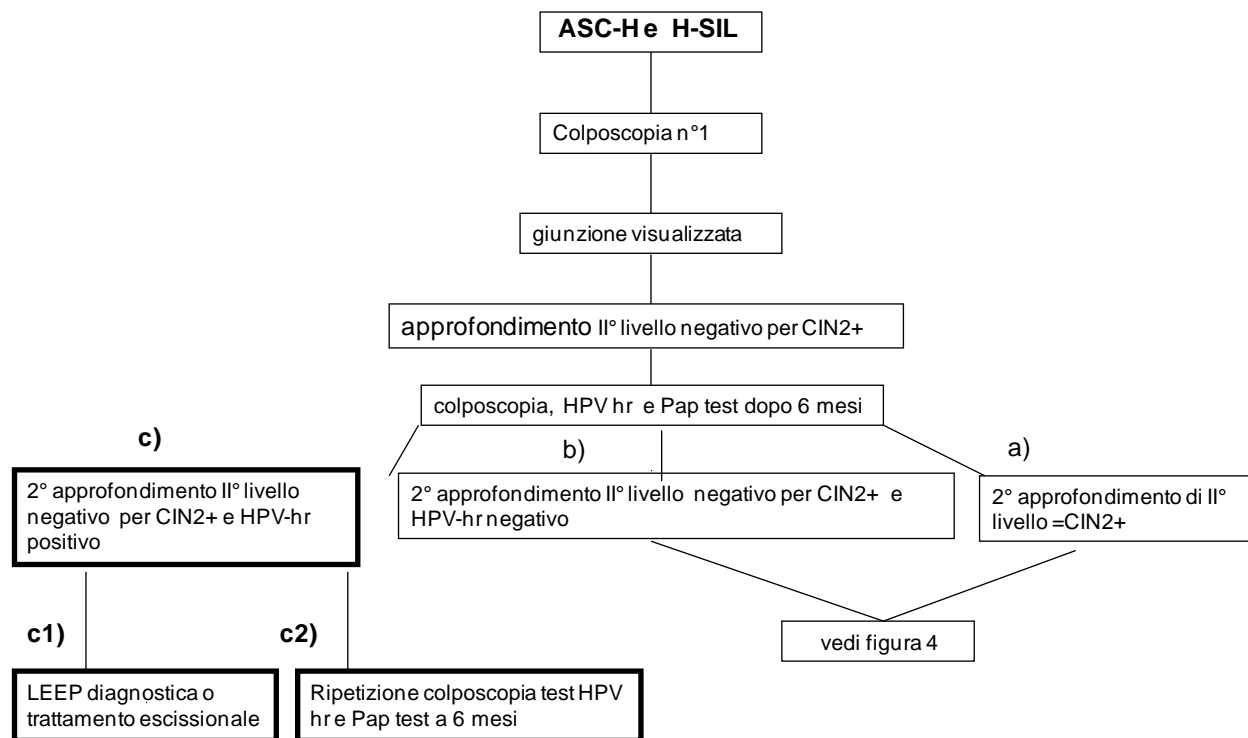 ASC-H e H-SIL
Colposcopia n°1
giunzione visualizzata
approfondimento II° livello negativo per CIN2+
colposcopia, HPV hr e Pap test dopo 6 mesi
c)
2° approfondimento II° livello
negativo per CIN2+ e HPV-hr
positivo
b)
2° approfondimento II° livello negativo per CIN2+ e
HPV-hr negativo
a)
2° approfondimento di II°
livello =CIN2+
c1)
LEEP diagnostica o
trattamento escissionale
c2)
Ripetizione colposcopia test HPV
hr e Pap test a 6 mesi
vedi figura 4